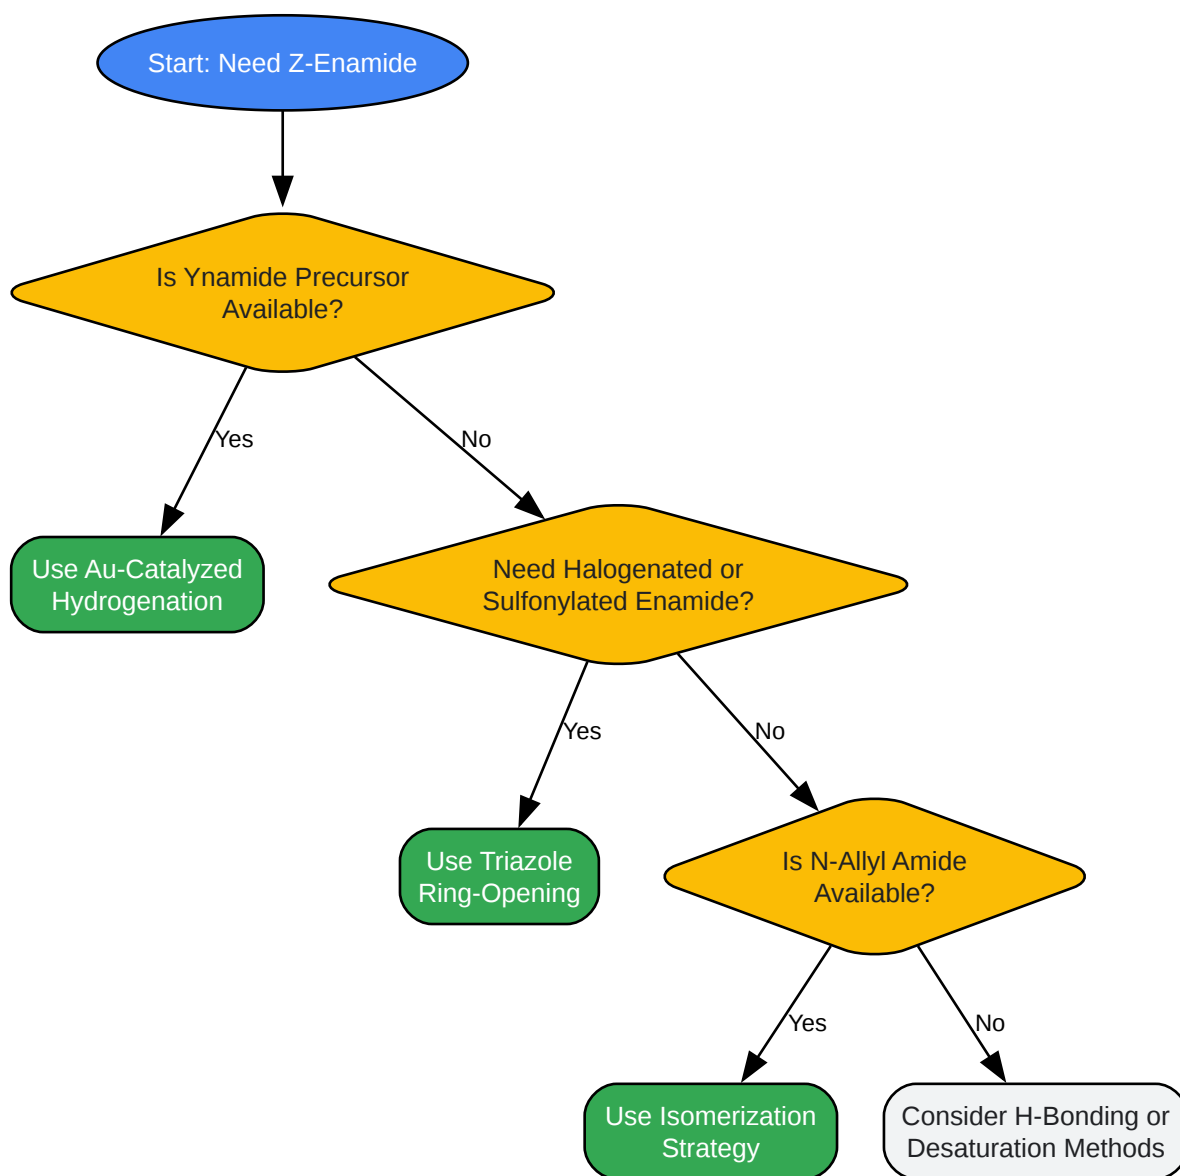 Start: Need Z-Enamide
Is Ynamide Precursor
Available?
Yes
No
Use Au-Catalyzed
Hydrogenation
Need Halogenated or
Sulfonylated Enamide?
Yes
No
Use Triazole
Ring-Opening
Is N-Allyl Amide
Available?
Yes
No
Use Isomerization
Strategy
Consider H-Bonding or
Desaturation Methods